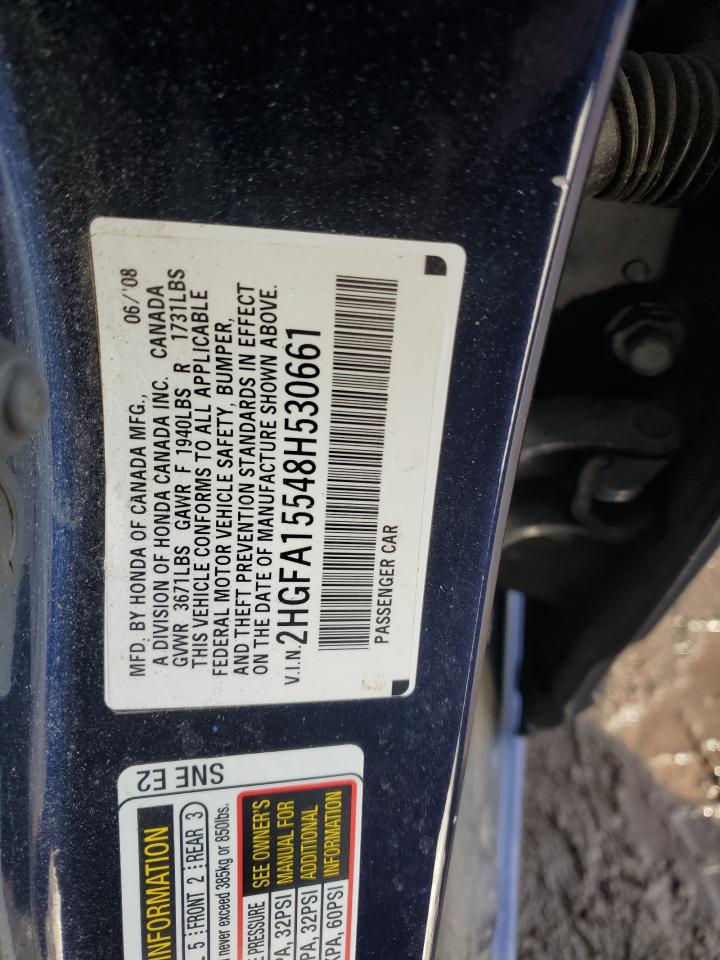 MFD. BY HONDA OF CANADA MFG., 06/'08
A DIVISION OF HONDA CANADA INC. CANADA
GVWR 3671LBS GAWR F 1940LBS R 1731LBS
THIS VEHICLE CONFORMS TO ALL APPLICABLE
FEDERAL MOTOR VEHICLE SAFETY, BUMPER,
AND THEFT PREVENTION STANDARDS IN EFFECT
ON THE DATE OF MANUFACTURE SHOWN ABOVE.
V.I.N. 2HGFA15548H530661
PASSENGER CAR
SNE E2
INFORMATION
5 FRONT 2 REAR 3
never exceed 385kg or 850lbs.
PRESSURE SEE OWNER'S
32PSI MANUAL FOR
32PSI ADDITIONAL
60PSI INFORMATION